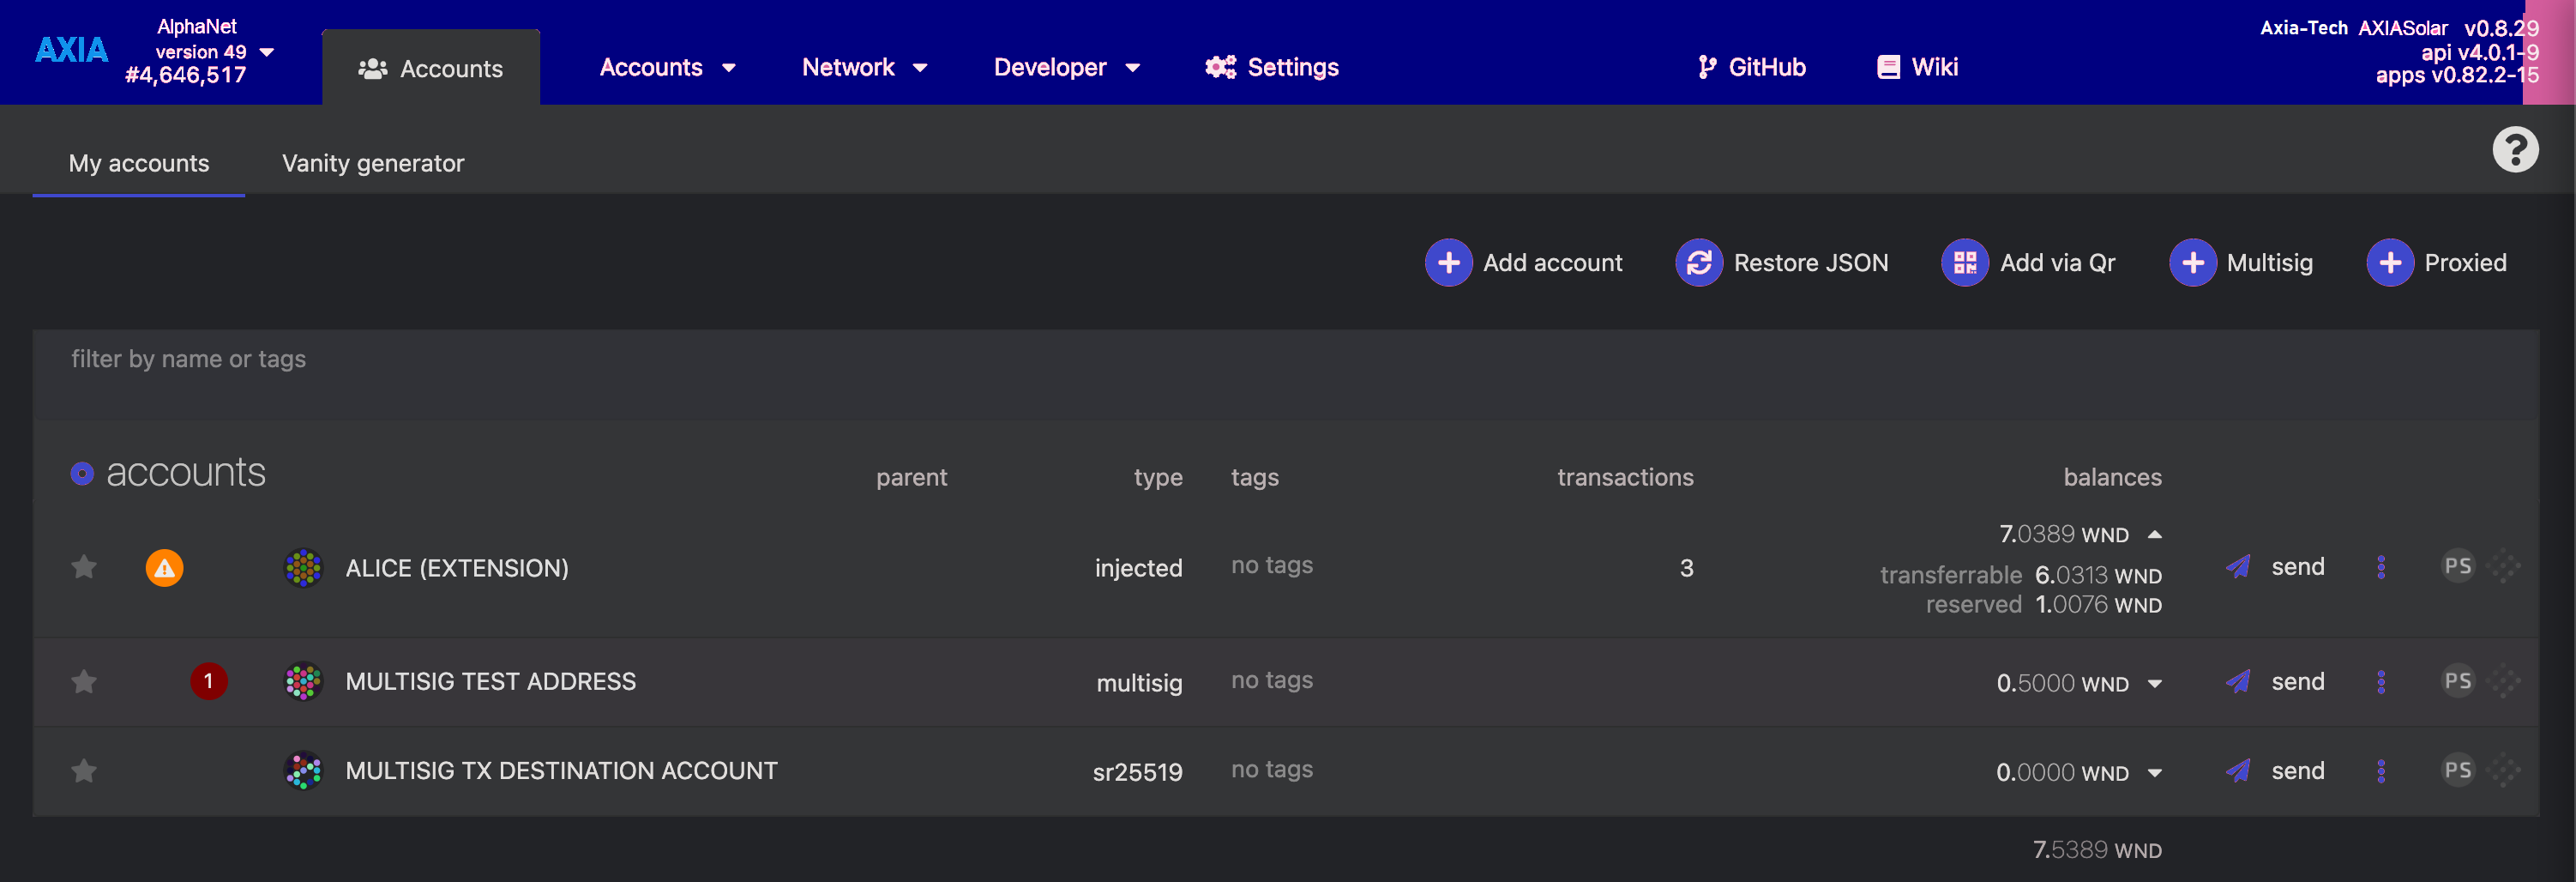 AXIA
AlphaNet
version 49
#4,646,517
Accounts
Accounts
Network
Developer
Settings
GitHub
Wiki
Axia-Tech AXIASolar v0.8.29
api v4.0.1-9
apps v0.82.2-15
My accounts
Vanity generator
?
Add account
Restore JSON
Add via Qr
Multisig
Proxied
filter by name or tags
accounts parent type tags transactions balances
ALICE (EXTENSION) injected no tags 3
7.0389 WND
transferrable 6.0313 WND
reserved 1.0076 WND
send
PS
1 MULTISIG TEST ADDRESS multisig no tags 0.5000 WND send PS
MULTISIG TX DESTINATION ACCOUNT sr25519 no tags 0.0000 WND send PS
7.5389 WND